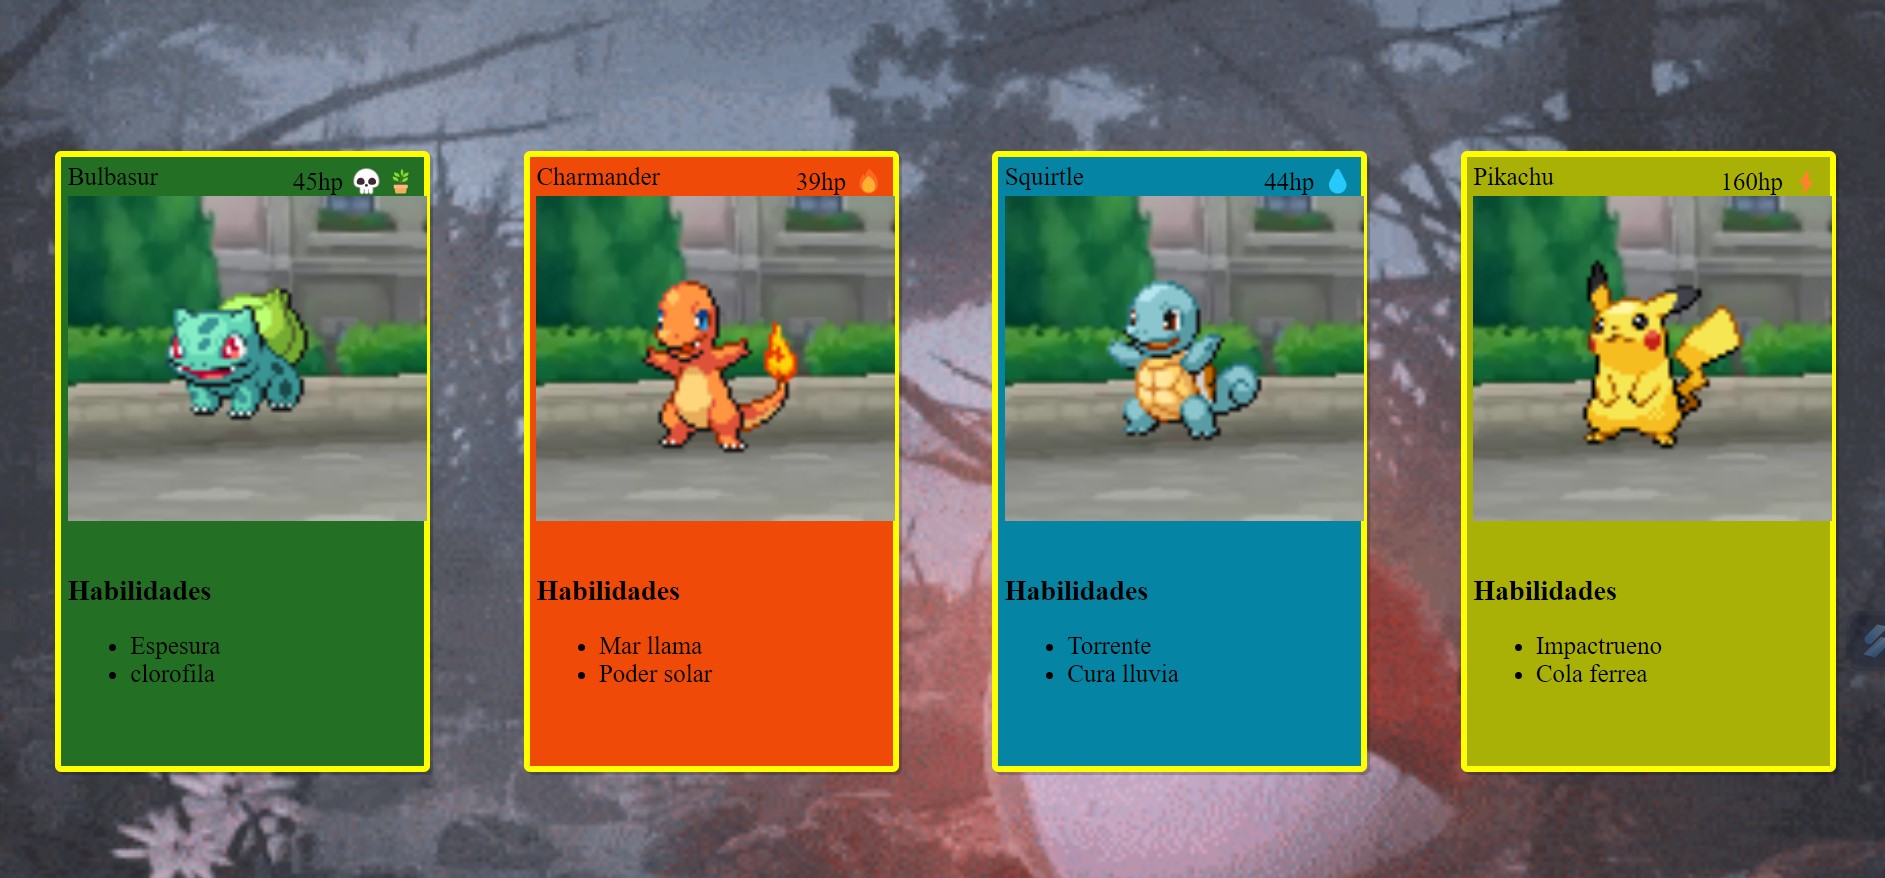 Bulbasur 45hp
Habilidades
Espesura
clorofila
Charmander 39hp
Habilidades
Mar llama
Poder solar
Squirtle 44hp
Habilidades
Torrente
Cura lluvia
Pikachu 160hp
Habilidades
Impactrueno
Cola ferrea